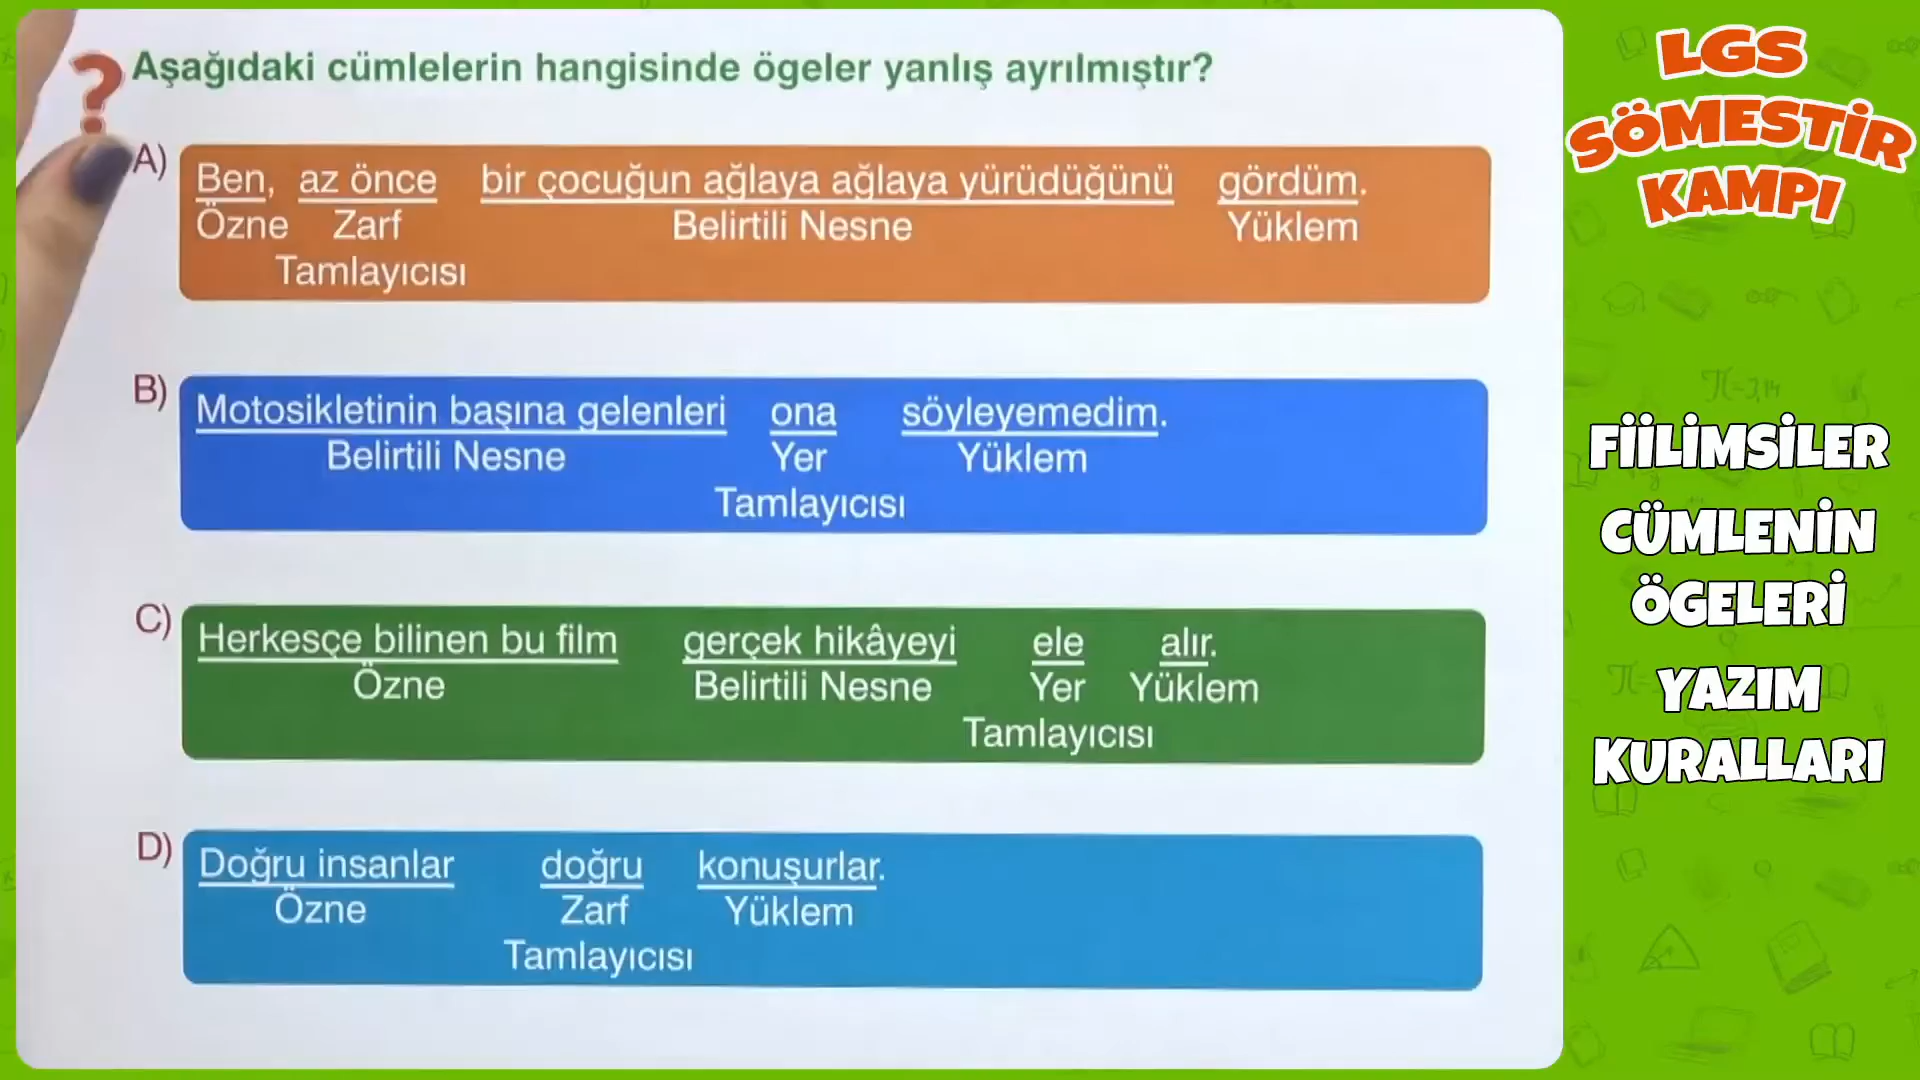 ? Aşağıdaki cümlelerin hangisinde ögeler yanlış ayrılmıştır?
A) Ben, az önce bir çocuğun ağlaya ağlaya yürüdüğünü gördüm.
Özne Zarf Belirtili Nesne Yüklem
Tamlayıcısı
B) Motosikletinin başına gelenleri ona söyleyemedim.
Belirtili Nesne Yer Yüklem
Tamlayıcısı
C) Herkesçe bilinen bu film gerçek hikâyeyi ele alır.
Özne Belirtili Nesne Yer Yüklem
Tamlayıcısı
D) Doğru insanlar doğru konuşurlar.
Özne Zarf Yüklem
Tamlayıcısı
LGS
SÖMESTİR
KAMPI
FİİLİMSİLER
CÜMLENİN
ÖGELERİ
YAZIM
KURALLARI
π=3,14